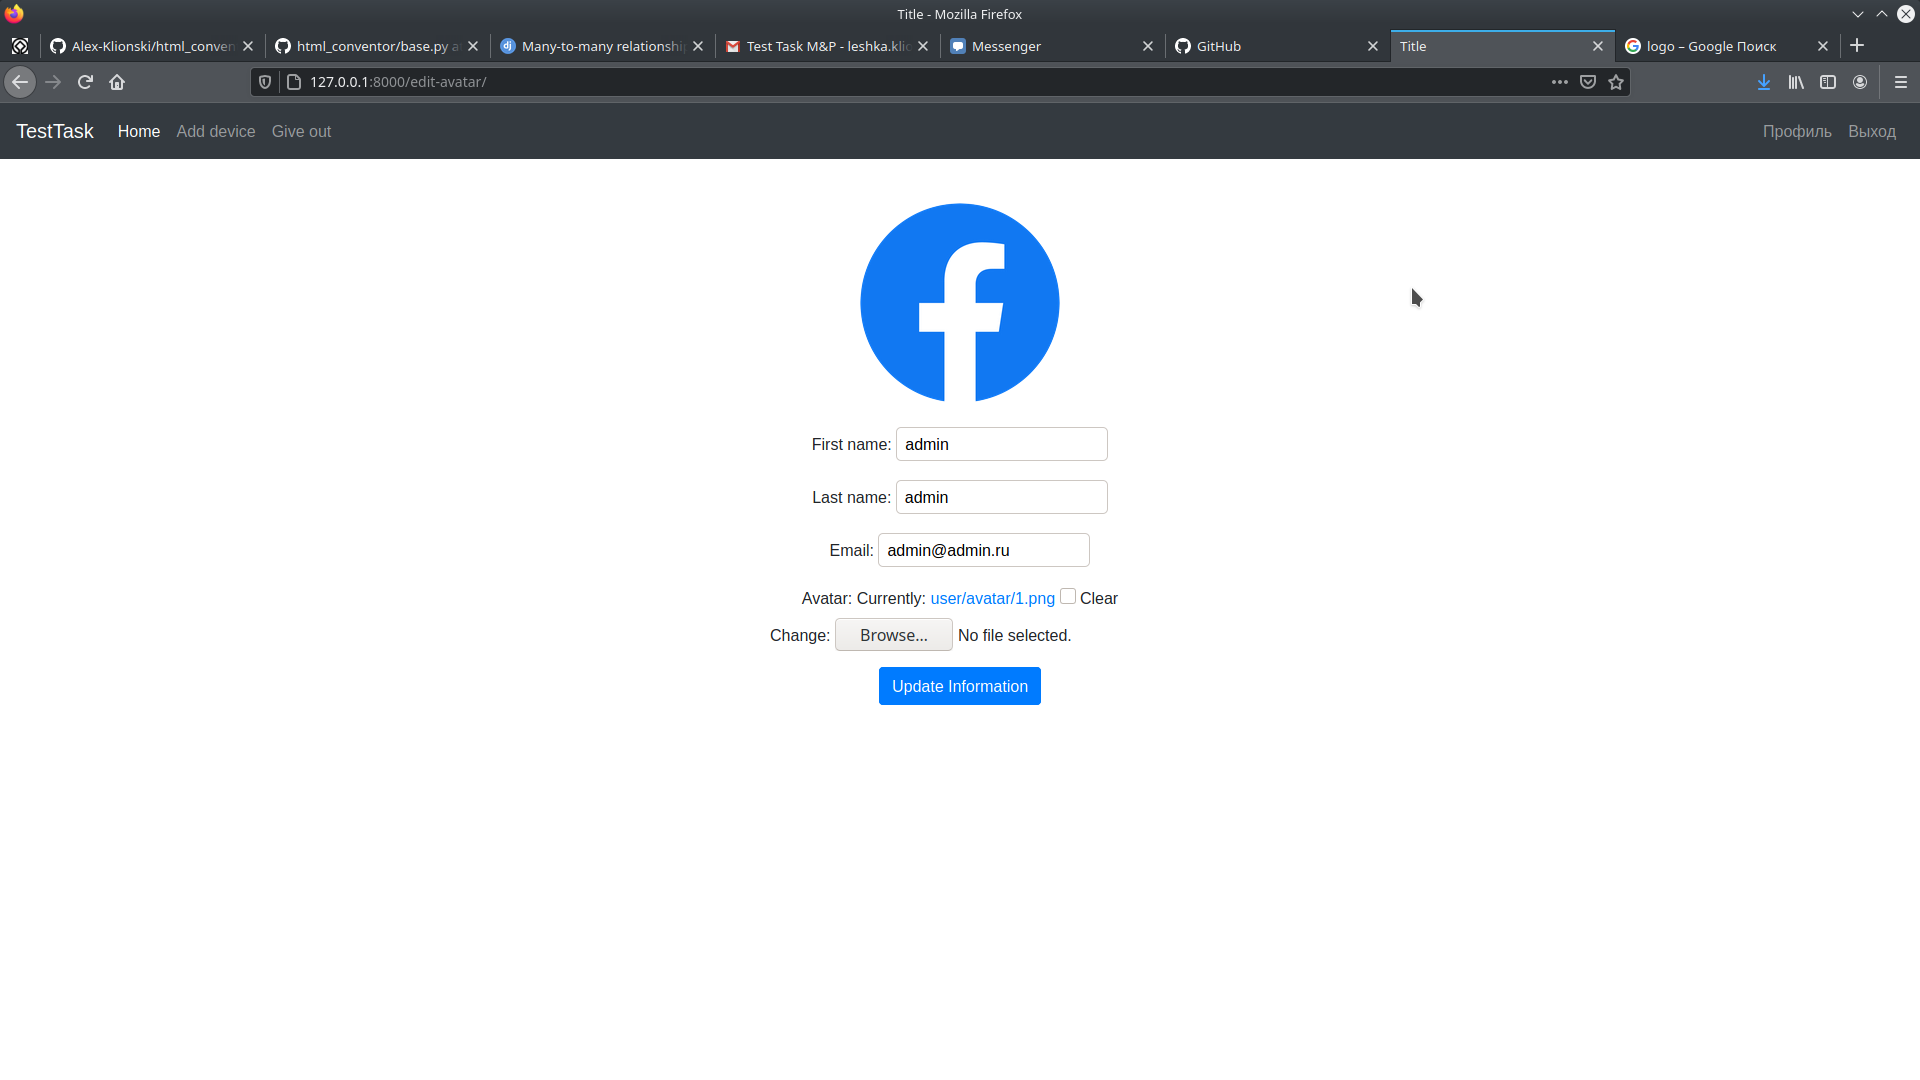 Title - Mozilla Firefox
Alex-Klionski/html_conven
html_conventor/base.py a
Many-to-many relationshi
Test Task M&P - leshka.klio
Messenger
GitHub
Title
logo – Google Поиск
127.0.0.1:8000/edit-avatar/
TestTask Home Add device Give out Профиль Выход
First name: admin
Last name: admin
Email: admin@admin.ru
Avatar: Currently: user/avatar/1.png Clear
Change: Browse... No file selected.
Update Information